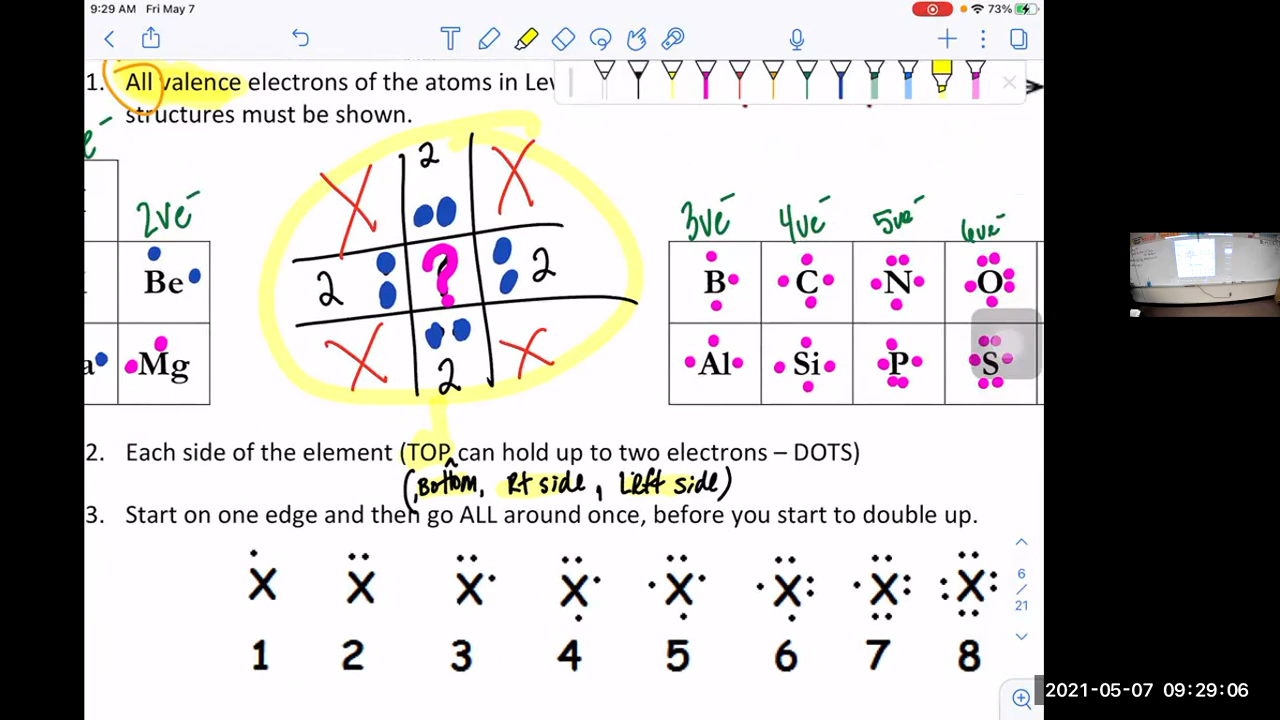 9:29 AM Fri May 7
73%
1. All valence electrons of the atoms in Lev
structures must be shown.
e⁻
2ve⁻
Be
a
Mg
2
2 ? 2
2
3ve⁻ 4ve⁻ 5ve⁻ 6ve⁻
B C N O
Al Si P S
2. Each side of the element (TOP can hold up to two electrons – DOTS)
(, Bottom, Rt side, Left side)
3. Start on one edge and then go ALL around once, before you start to double up.
X X X X X X X X
1 2 3 4 5 6 7 8
6
/
21
2021-05-07 09:29:06